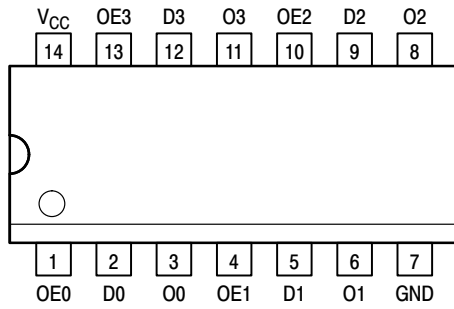 V_CC OE3 D3 O3 OE2 D2 O2
14 13 12 11 10 9 8
1 2 3 4 5 6 7
OE0 D0 O0 OE1 D1 O1 GND